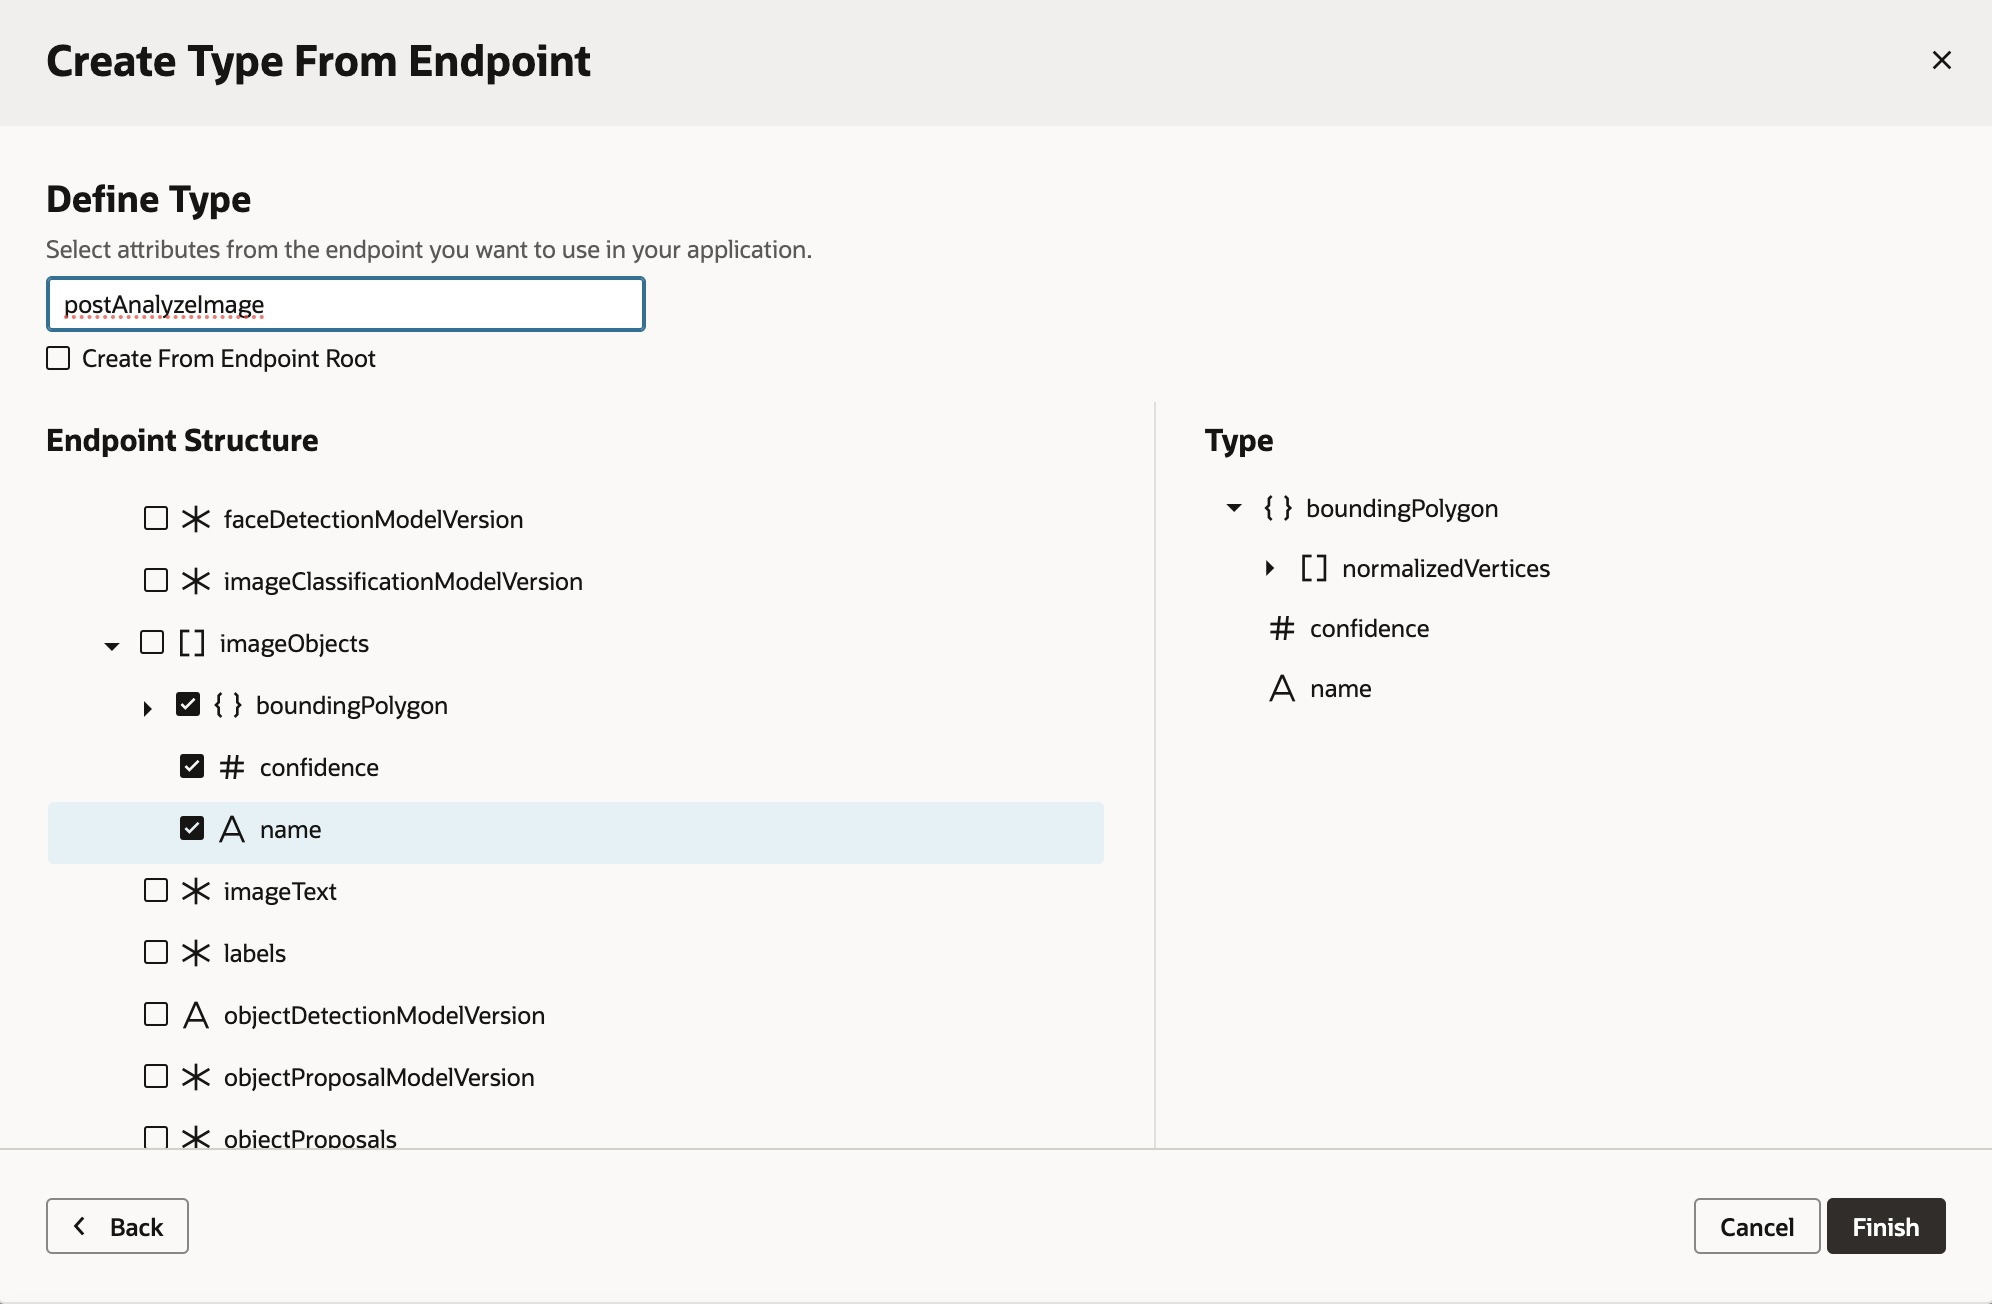 Create Type From Endpoint
Define Type
Select attributes from the endpoint you want to use in your application.
postAnalyzeImage
Create From Endpoint Root
Endpoint Structure
faceDetectionModelVersion
imageClassificationModelVersion
[] imageObjects
{ } boundingPolygon
# confidence
A name
imageText
labels
A objectDetectionModelVersion
objectProposalModelVersion
objectProposals
Type
{ } boundingPolygon
[] normalizedVertices
# confidence
A name
Back
Cancel
Finish